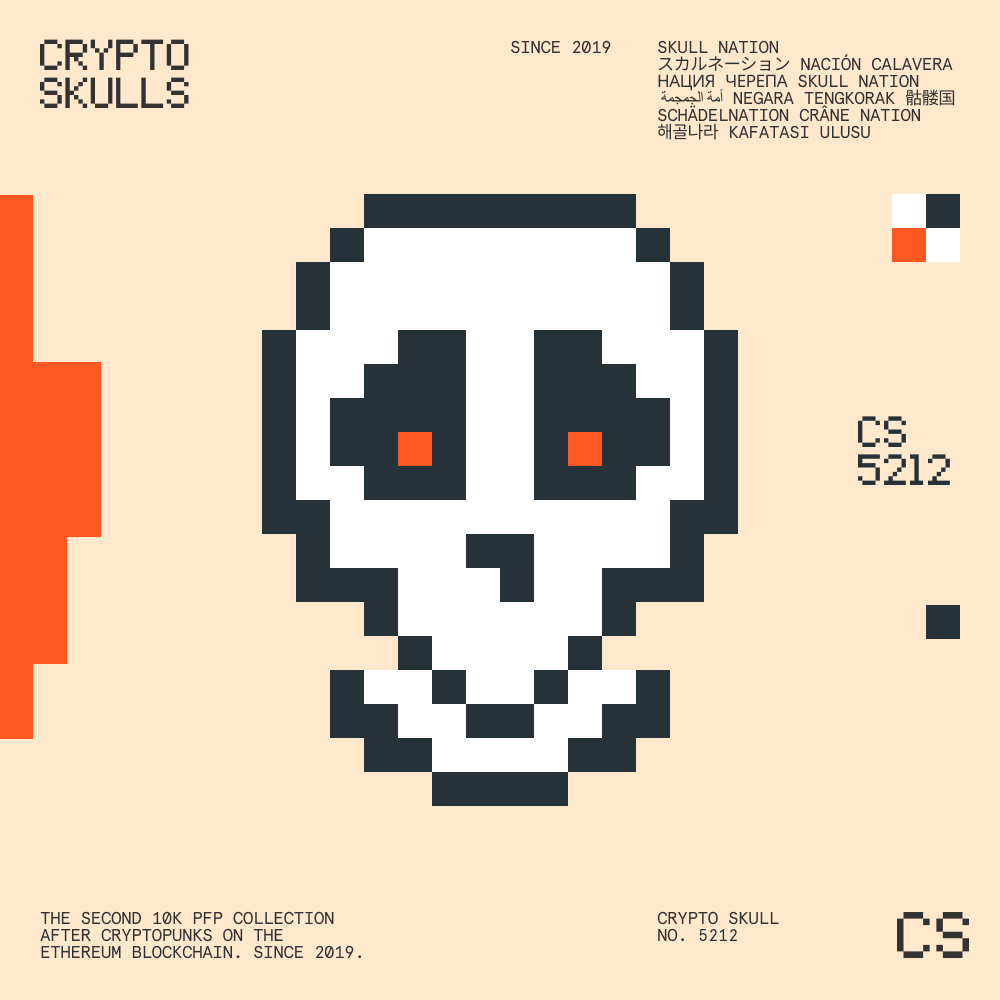 CRYPTO
SKULLS
SINCE 2019
SKULL NATION
スカルネーション NACIÓN CALAVERA
НАЦИЯ ЧЕРЕПА SKULL NATION
أمة الجمجمة NEGARA TENGKORAK 骷髅国
SCHÄDELNATION CRÂNE NATION
해골나라 KAFATASI ULUSU
CS
5212
THE SECOND 10K PFP COLLECTION
AFTER CRYPTOPUNKS ON THE
ETHEREUM BLOCKCHAIN. SINCE 2019.
CRYPTO SKULL
NO. 5212
CS